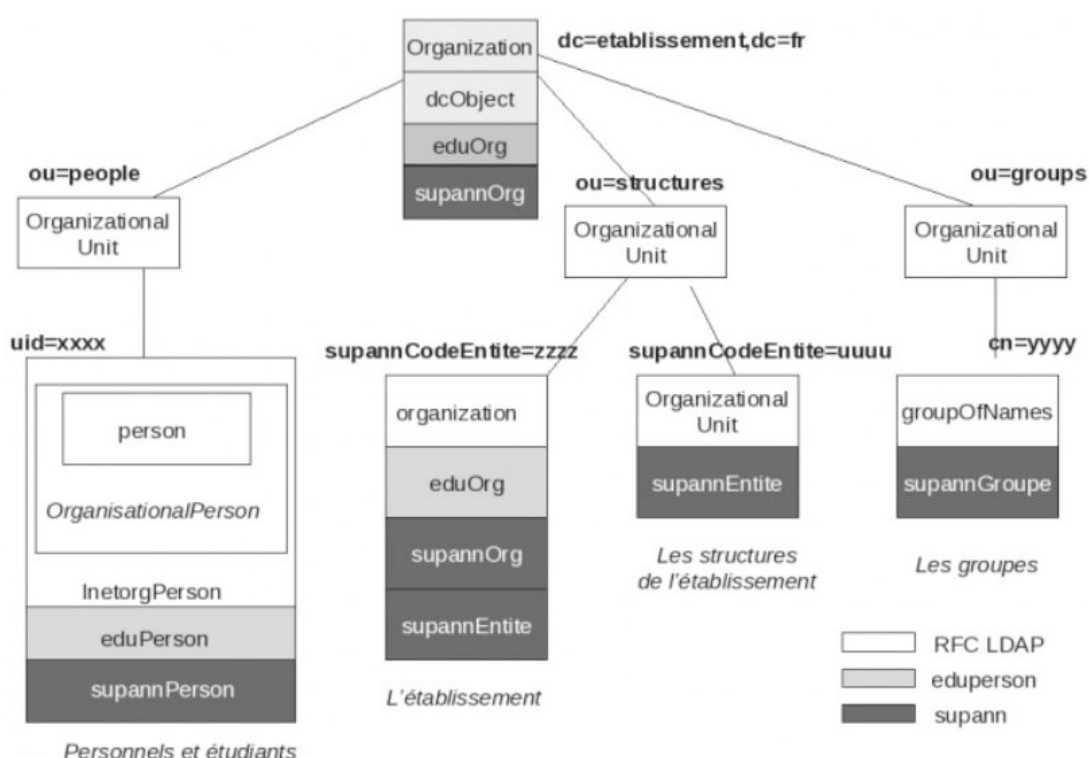 Organization
dc=etablissement,dc=fr
dcObject
eduOrg
supannOrg
ou=people
Organizational
Unit
ou=structures
Organizational
Unit
ou=groups
Organizational
Unit
uid=xxxx
person
OrganisationalPerson
InetorgPerson
eduPerson
supannPerson
Personnels et étudiants
supannCodeEntite=zzzz
organization
eduOrg
supannOrg
supannEntite
L'établissement
supannCodeEntite=uuuu
Organizational
Unit
supannEntite
Les structures
de l'établissement
cn=yyyy
groupOfNames
supannGroupe
Les groupes
RFC LDAP
eduperson
supann